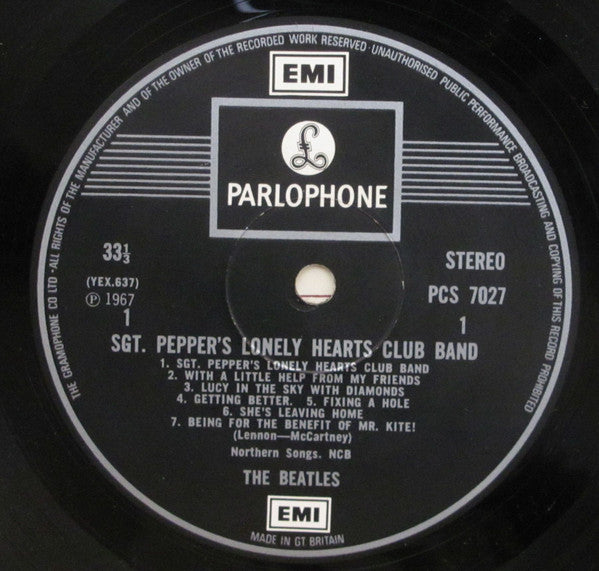 THE GRAMOPHONE CO LTD · ALL RIGHTS OF THE MANUFACTURER AND OF THE OWNER OF THE RECORDED WORK RESERVED · UNAUTHORISED PUBLIC PERFORMANCE BROADCASTING AND COPYING OF THIS RECORD PROHIBITED
EMI
£
PARLOPHONE
33⅓
STEREO
(YEX.637)
PCS 7027
Ⓟ 1967
1
1
SGT. PEPPER'S LONELY HEARTS CLUB BAND
1. SGT. PEPPER'S LONELY HEARTS CLUB BAND
2. WITH A LITTLE HELP FROM MY FRIENDS
3. LUCY IN THE SKY WITH DIAMONDS
4. GETTING BETTER. 5. FIXING A HOLE
6. SHE'S LEAVING HOME
7. BEING FOR THE BENEFIT OF MR. KITE!
(Lennon—McCartney)
Northern Songs. NCB
THE BEATLES
EMI
MADE IN GT BRITAIN